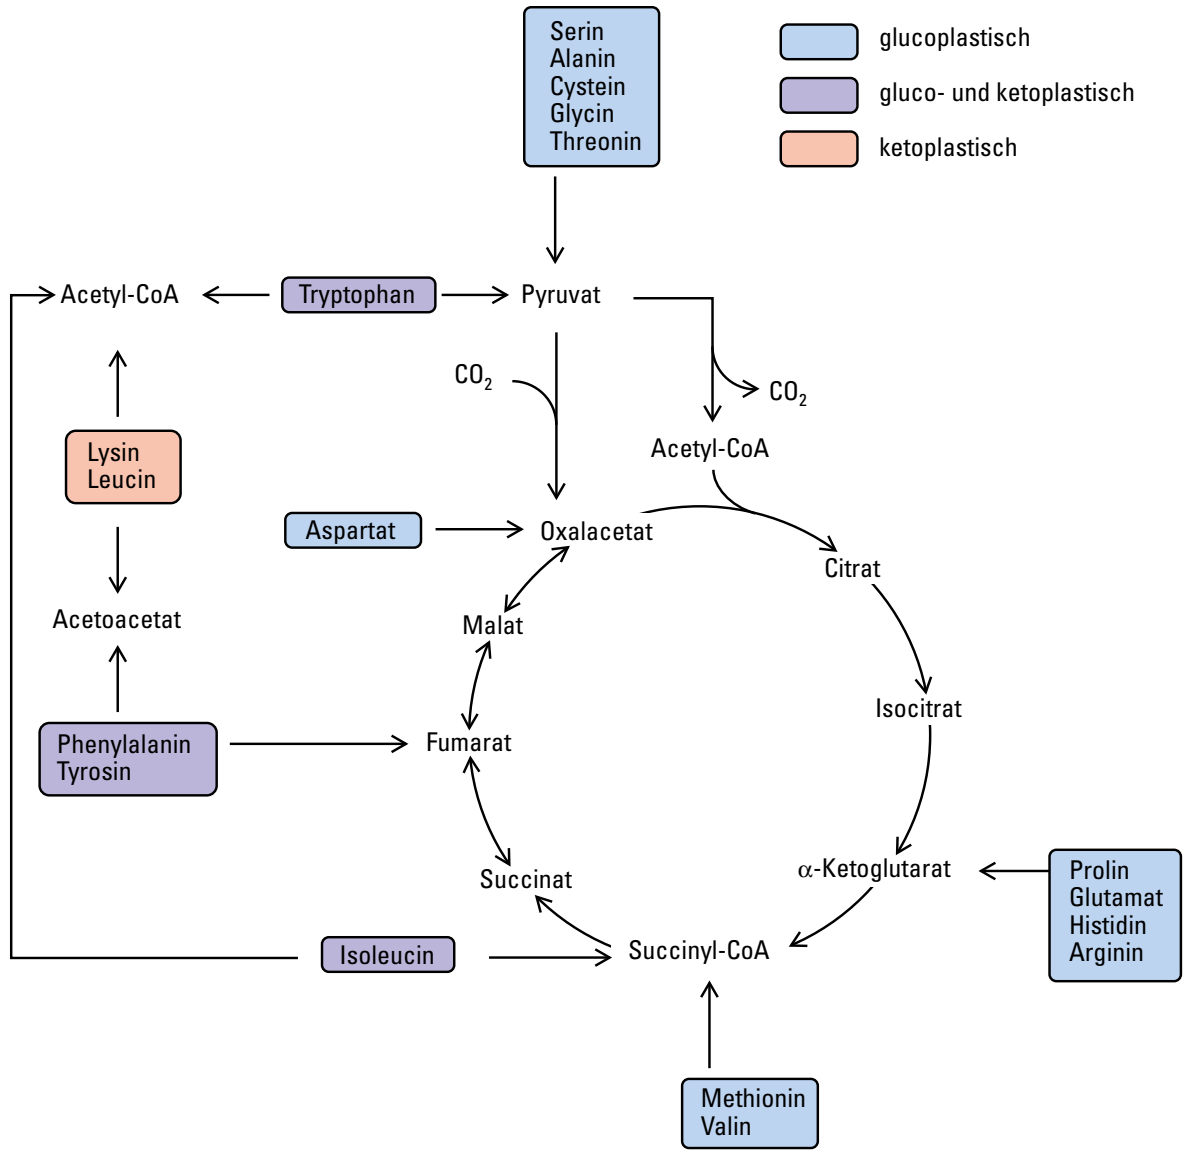 Serin
Alanin
Cystein
Glycin
Threonin
glucoplastisch
gluco- und ketoplastisch
ketoplastisch
Acetyl-CoA
Tryptophan
Pyruvat
CO₂
CO₂
Acetyl-CoA
Lysin
Leucin
Aspartat
Oxalacetat
Citrat
Acetoacetat
Malat
Isocitrat
Phenylalanin
Tyrosin
Fumarat
Succinat
α-Ketoglutarat
Prolin
Glutamat
Histidin
Arginin
Isoleucin
Succinyl-CoA
Methionin
Valin